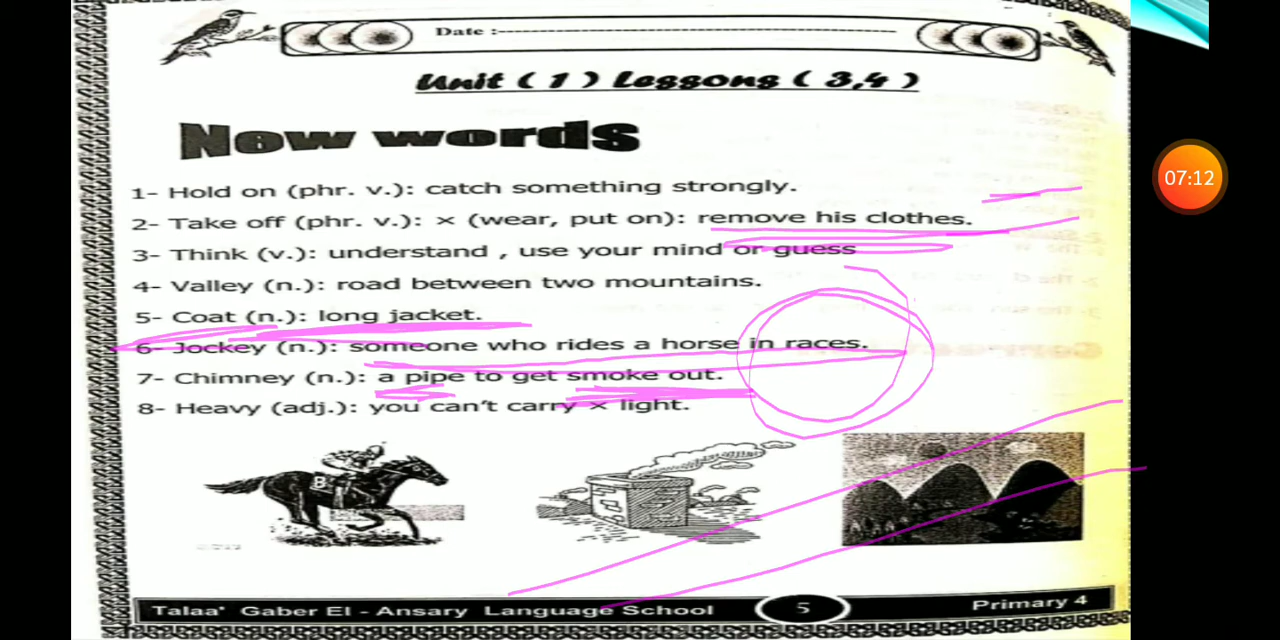 Date :
Unit ( 1 ) Lessons ( 3,4 )
New words
1- Hold on (phr. v.): catch something strongly.
2- Take off (phr. v.): × (wear, put on): remove his clothes.
3- Think (v.): understand , use your mind or guess
4- Valley (n.): road between two mountains.
5- Coat (n.): long jacket.
6- Jockey (n.): someone who rides a horse in races.
7- Chimney (n.): a pipe to get smoke out.
8- Heavy (adj.): you can't carry × light.
8
Talaa' Gaber El - Ansary Language School
5
Primary 4
07:12